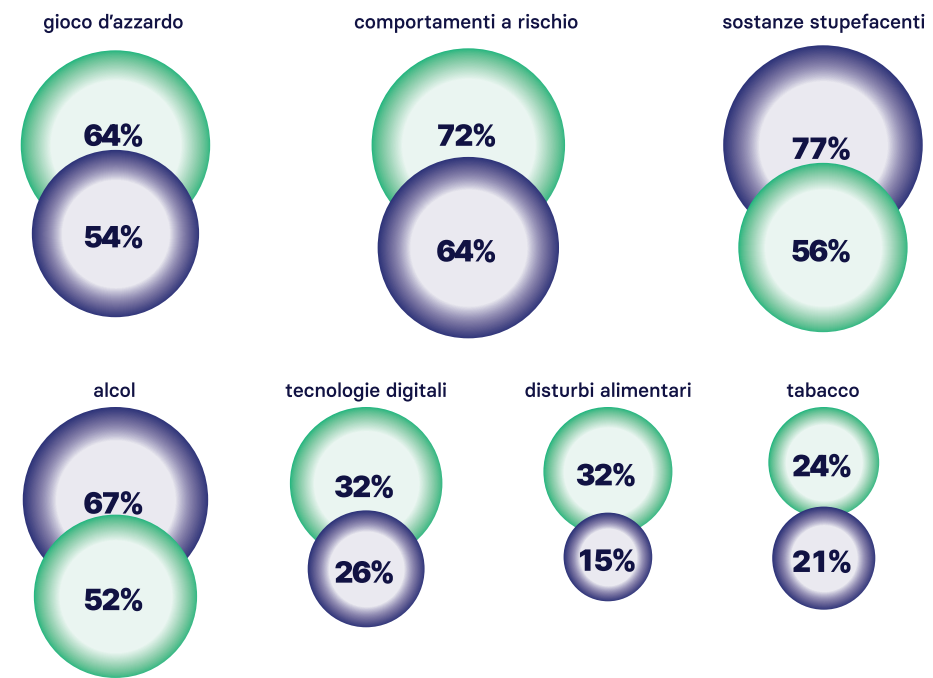 gioco d’azzardo
64%
54%
comportamenti a rischio
72%
64%
sostanze stupefacenti
77%
56%
alcol
67%
52%
tecnologie digitali
32%
26%
disturbi alimentari
32%
15%
tabacco
24%
21%